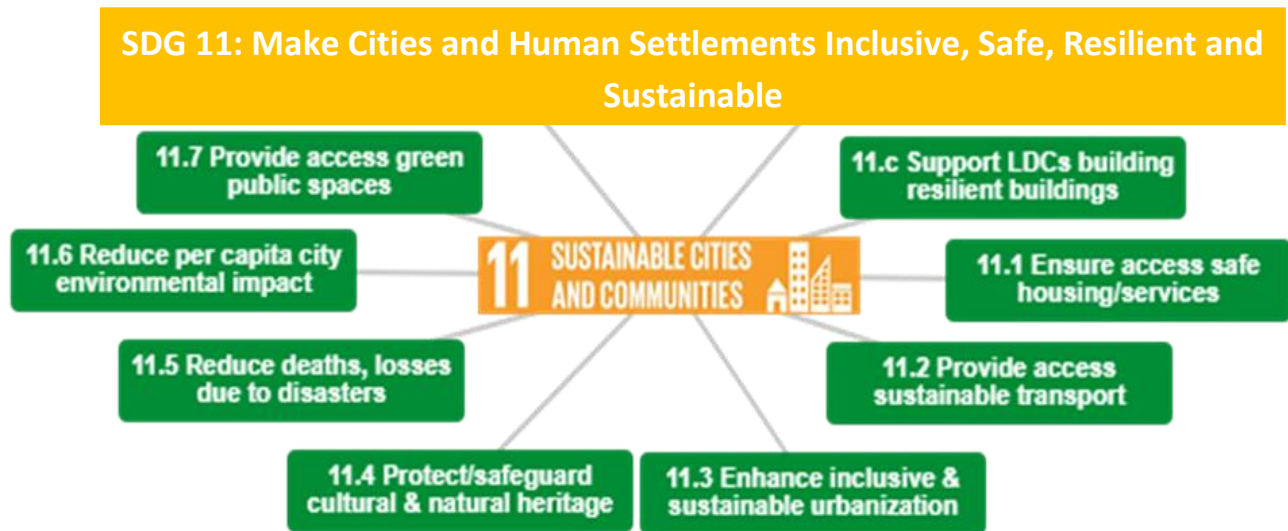 SDG 11: Make Cities and Human Settlements Inclusive, Safe, Resilient and
Sustainable
11.7 Provide access green
public spaces
11.c Support LDCs building
resilient buildings
11.6 Reduce per capita city
environmental impact
11 SUSTAINABLE CITIES
AND COMMUNITIES
11.1 Ensure access safe
housing/services
11.5 Reduce deaths, losses
due to disasters
11.2 Provide access
sustainable transport
11.4 Protect/safeguard
cultural & natural heritage
11.3 Enhance inclusive &
sustainable urbanization